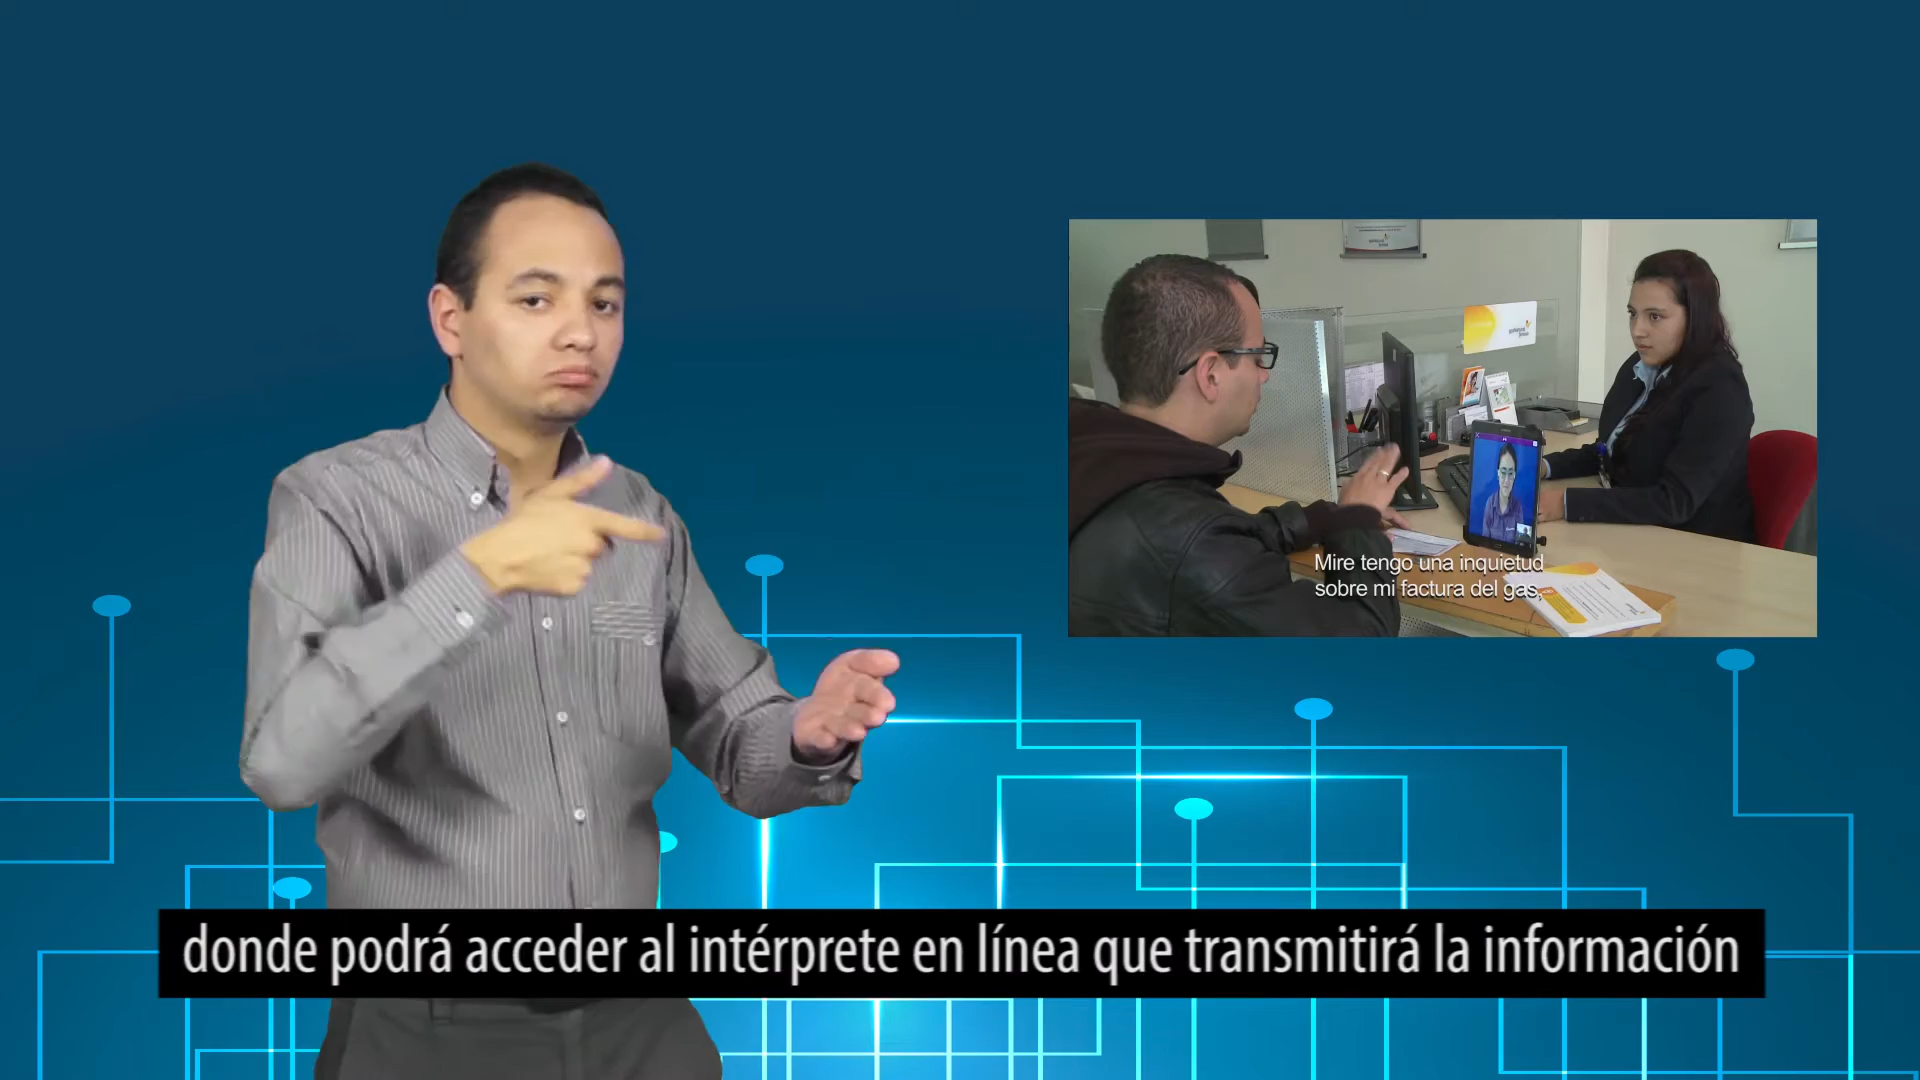 Mire tengo una inquietud
sobre mi factura del gas,
donde podrá acceder al intérprete en línea que transmitirá la información